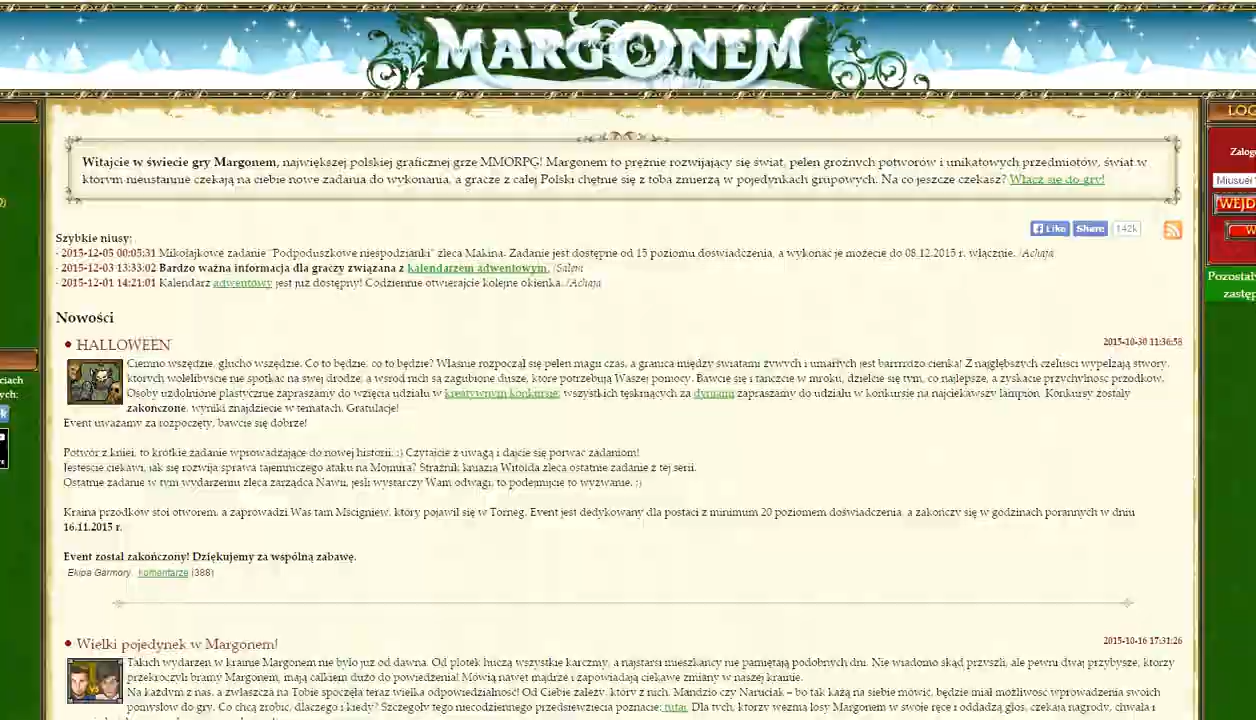 MARGONEM
LOG
Witajcie w świecie gry Margonem, największej polskiej graficznej grze MMORPG! Margonem to prężnie rozwijający się świat, pełen groźnych potworów i unikatowych przedmiotów, świat w
którym nieustannie czekają na ciebie nowe zadania do wykonania, a gracze z całej Polski chętnie się z tobą zmierzą w pojedynkach grupowych. Na co jeszcze czekasz? Włącz się do gry!
Zalogo
WEJD
W
Like Share 142k
Szybkie niusy:
- 2015-12-05 00:05:31 Mikołajkowe zadanie "Podpoduszkowe niespodzianki" zleca Makina. Zadanie jest dostępne od 15 poziomu doświadczenia, a wykonać je możecie do 08.12.2015 r. włącznie. /Achaja
- 2015-12-03 13:33:02 Bardzo ważna informacja dla graczy związana z kalendarzem adwentowym. /Salem
- 2015-12-01 14:21:01 Kalendarz adwentowy jest już dostępny! Codziennie otwierajcie kolejne okienka. /Achaja
Pozostał
zastęp
Nowości
• HALLOWEEN 2015-10-30 11:36:58
Ciemno wszędzie, głucho wszędzie. Co to będzie, co to będzie? Właśnie rozpoczął się pełen magii czas, a granica między światami żywych i umarłych jest barrrdzo cienka! Z najgłębszych czeluści wypełzają stwory,
których wolelibyście nie spotkać na swej drodze, a wśród nich są zagubione dusze, które potrzebują Waszej pomocy. Bawcie się i tańczcie w mroku, dzielcie się tym, co najlepsze, a zyskacie przychylność przodków.
Osoby uzdolnione plastycznie zapraszamy do wzięcia udziału w kreatywnym konkursie; wszystkich tęskniących za dyniami zapraszamy do udziału w konkursie na najciekawszy lampion. Konkursy zostały
zakończone, wyniki znajdziecie w tematach. Gratulacje!
Event uważamy za rozpoczęty, bawcie się dobrze!
Potwór z kniei, to krótkie zadanie wprowadzające do nowej historii. :) Czytajcie z uwagą i dajcie się porwać zadaniom!
Jesteście ciekawi, jak się rozwija sprawa tajemniczego ataku na Momira? Strażnik kniazia Witolda zleca ostatnie zadanie z tej serii.
Ostatnie zadanie w tym wydarzeniu zleca zarządca Nawii, jeśli wystarczy Wam odwagi, to podejmijcie to wyzwanie. ;)
Kraina przodków stoi otworem, a zaprowadzi Was tam Mścigniew, który pojawił się w Torneg. Event jest dedykowany dla postaci z minimum 20 poziomem doświadczenia, a zakończy się w godzinach porannych w dniu
16.11.2015 r.
Event został zakończony! Dziękujemy za wspólną zabawę.
Ekipa Garmory komentarze (388)
• Wielki pojedynek w Margonem! 2015-10-16 17:31:26
Takich wydarzeń w krainie Margonem nie było już od dawna. Od plotek huczą wszystkie karczmy, a najstarsi mieszkańcy nie pamiętają podobnych dni. Nie wiadomo skąd przyszli, ale pewni dwaj przybysze, którzy
przekroczyli bramy Margonem, mają całkiem dużo do powiedzenia! Mówią nawet mądrze i zapowiadają ciekawe zmiany w naszej krainie.
Na każdym z nas, a zwłaszcza na Tobie spoczęła teraz wielka odpowiedzialność! Od Ciebie zależy, który z nich, Mandzio czy Naruciak – bo tak każą na siebie mówić, będzie miał możliwość wprowadzenia swoich
pomysłów do gry. Co chcą zrobić, dlaczego i kiedy? Szczegóły tego niecodziennego przedsięwzięcia poznacie tutaj. Dla tych, którzy wezmą losy Margonem w swoje ręce i oddadzą głos, czekają nagrody, chwała i